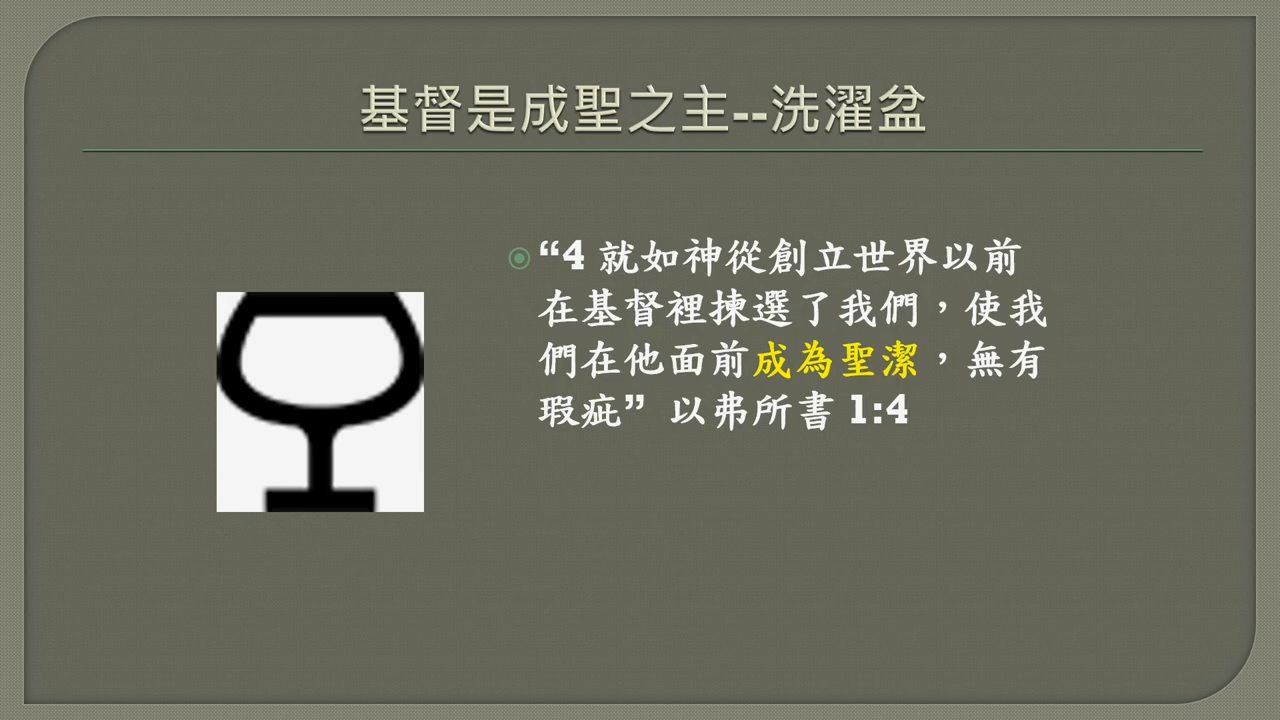 基督是成聖之主--洗濯盆
“4 就如神從創立世界以前
在基督裡揀選了我們，使我
們在他面前成為聖潔，無有
瑕疵” 以弗所書 1:4